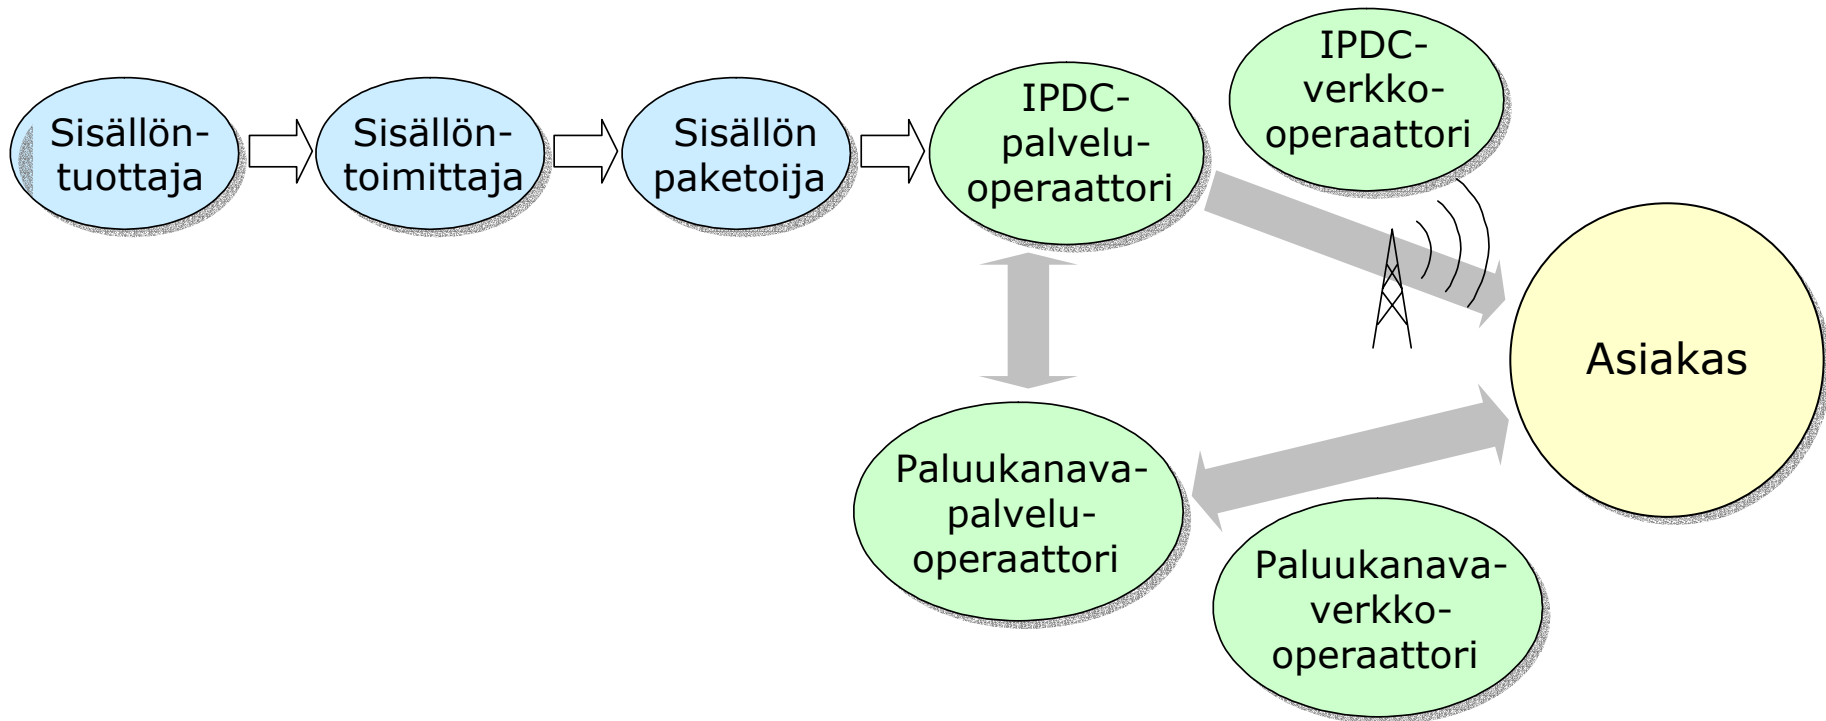 Sisällön-
tuottaja
Sisällön-
toimittaja
Sisällön
paketoija
IPDC-
palvelu-
operaattori
IPDC-
verkko-
operaattori
Asiakas
Paluukanava-
palvelu-
operaattori
Paluukanava-
verkko-
operaattori